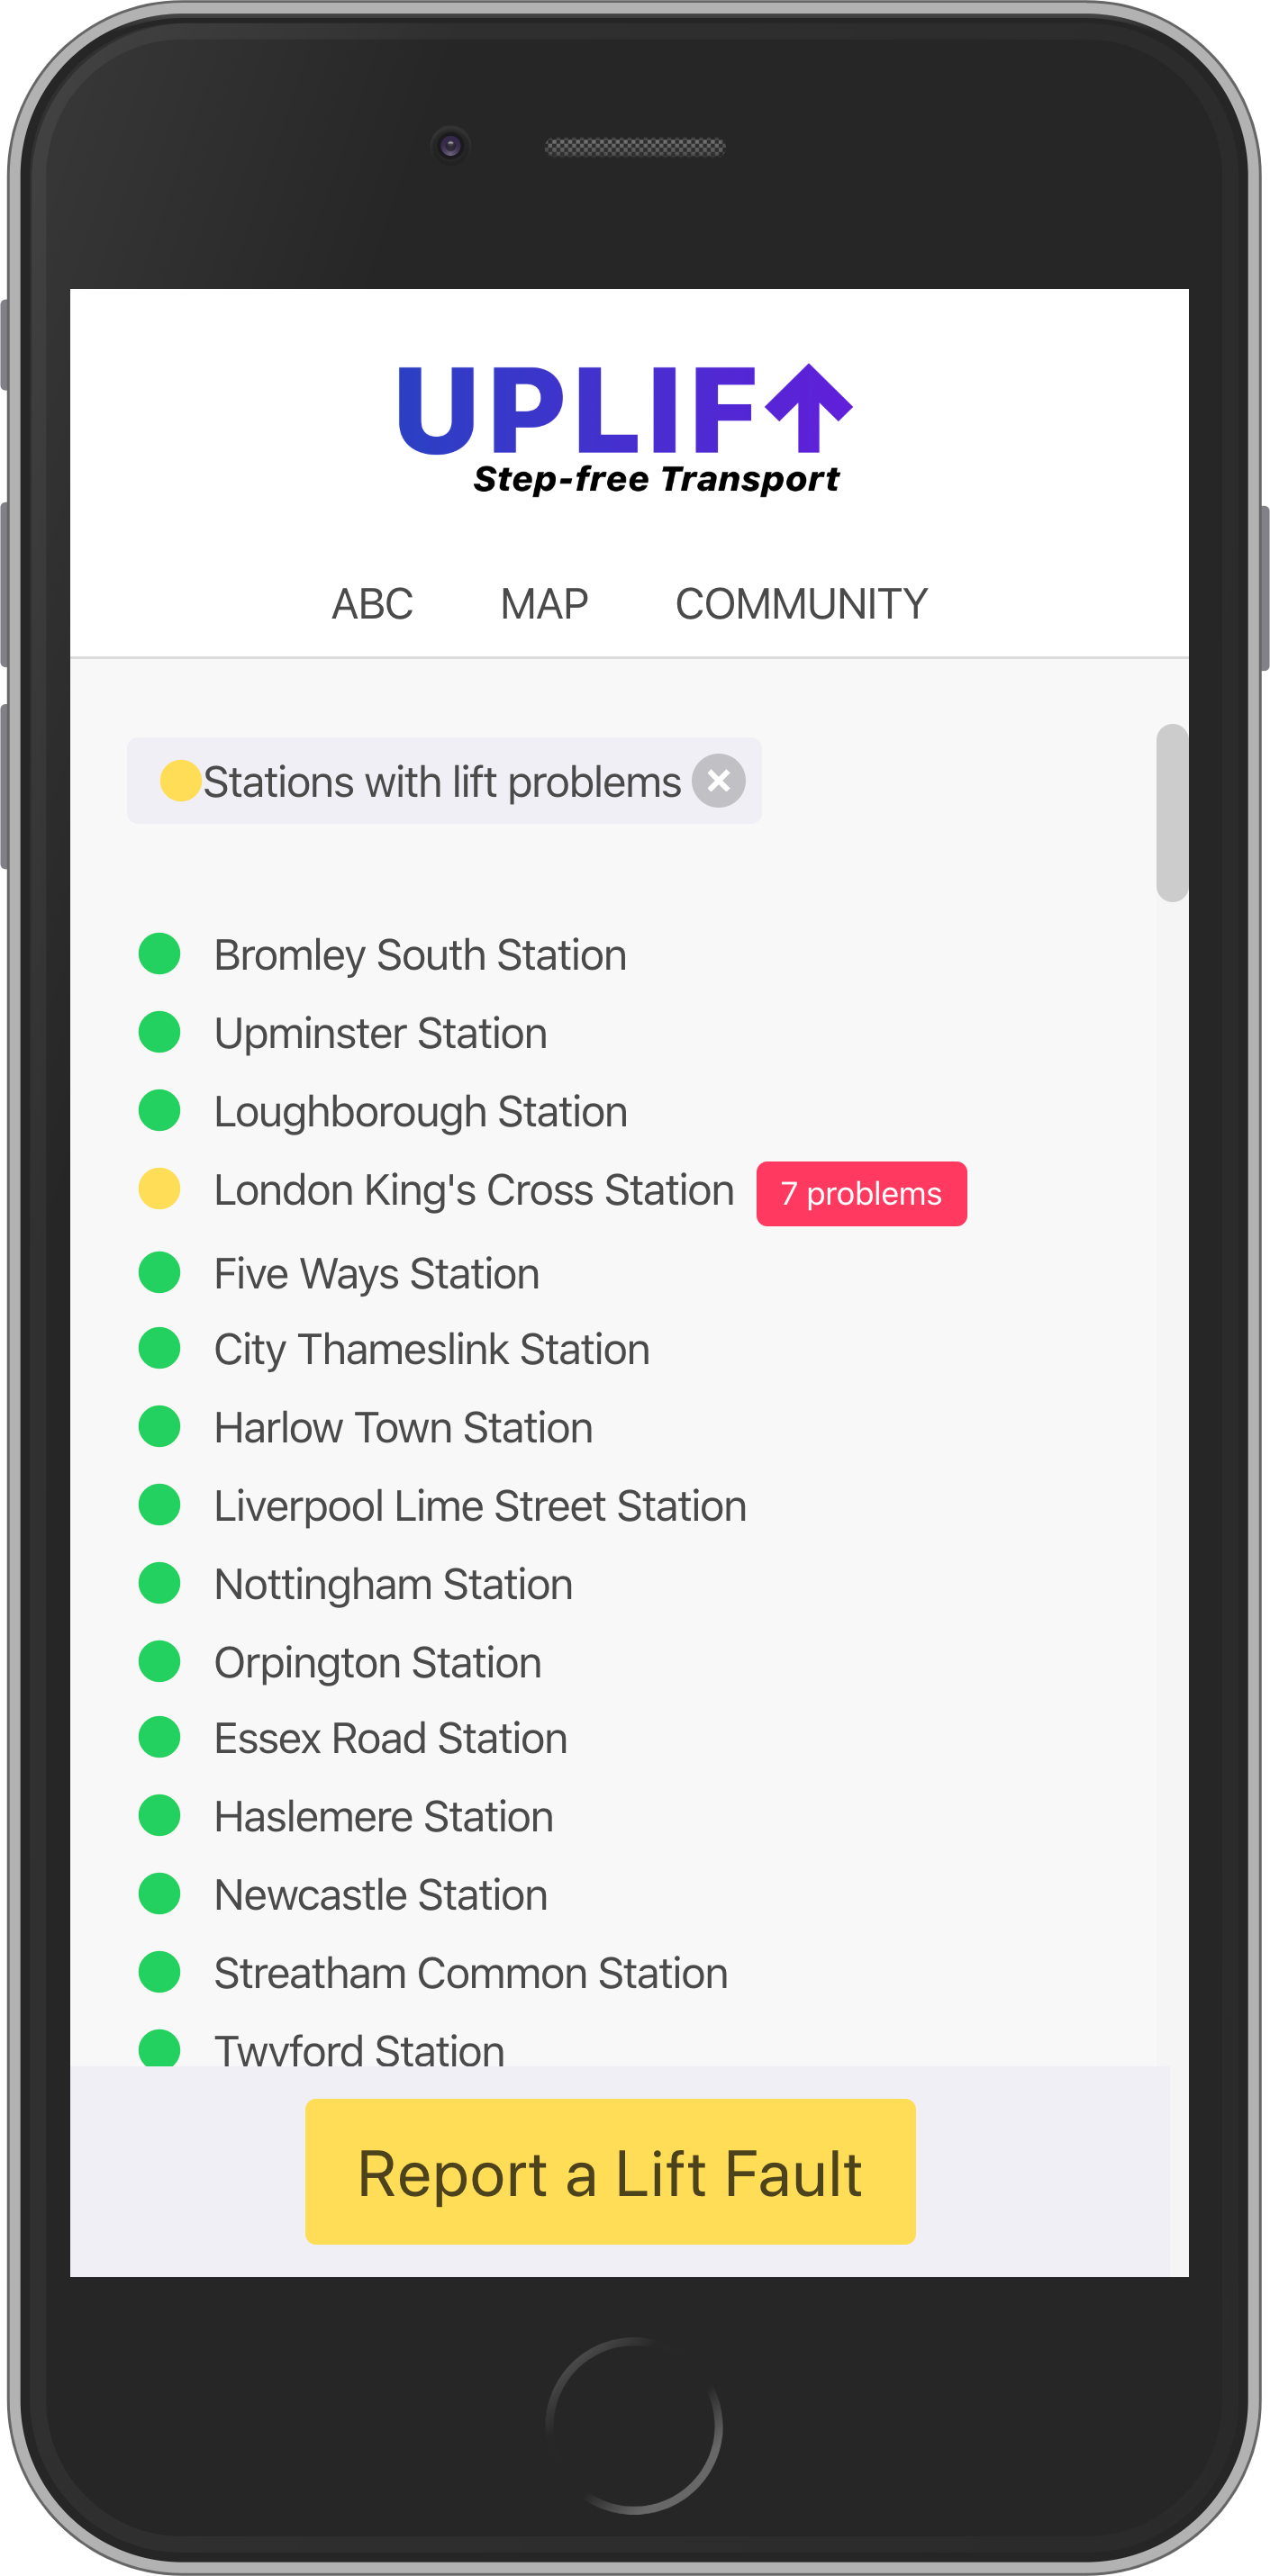 UPLIF↑
Step-free Transport
ABC MAP COMMUNITY
Stations with lift problems
Bromley South Station
Upminster Station
Loughborough Station
London King's Cross Station 7 problems
Five Ways Station
City Thameslink Station
Harlow Town Station
Liverpool Lime Street Station
Nottingham Station
Orpington Station
Essex Road Station
Haslemere Station
Newcastle Station
Streatham Common Station
Twyford Station
Report a Lift Fault